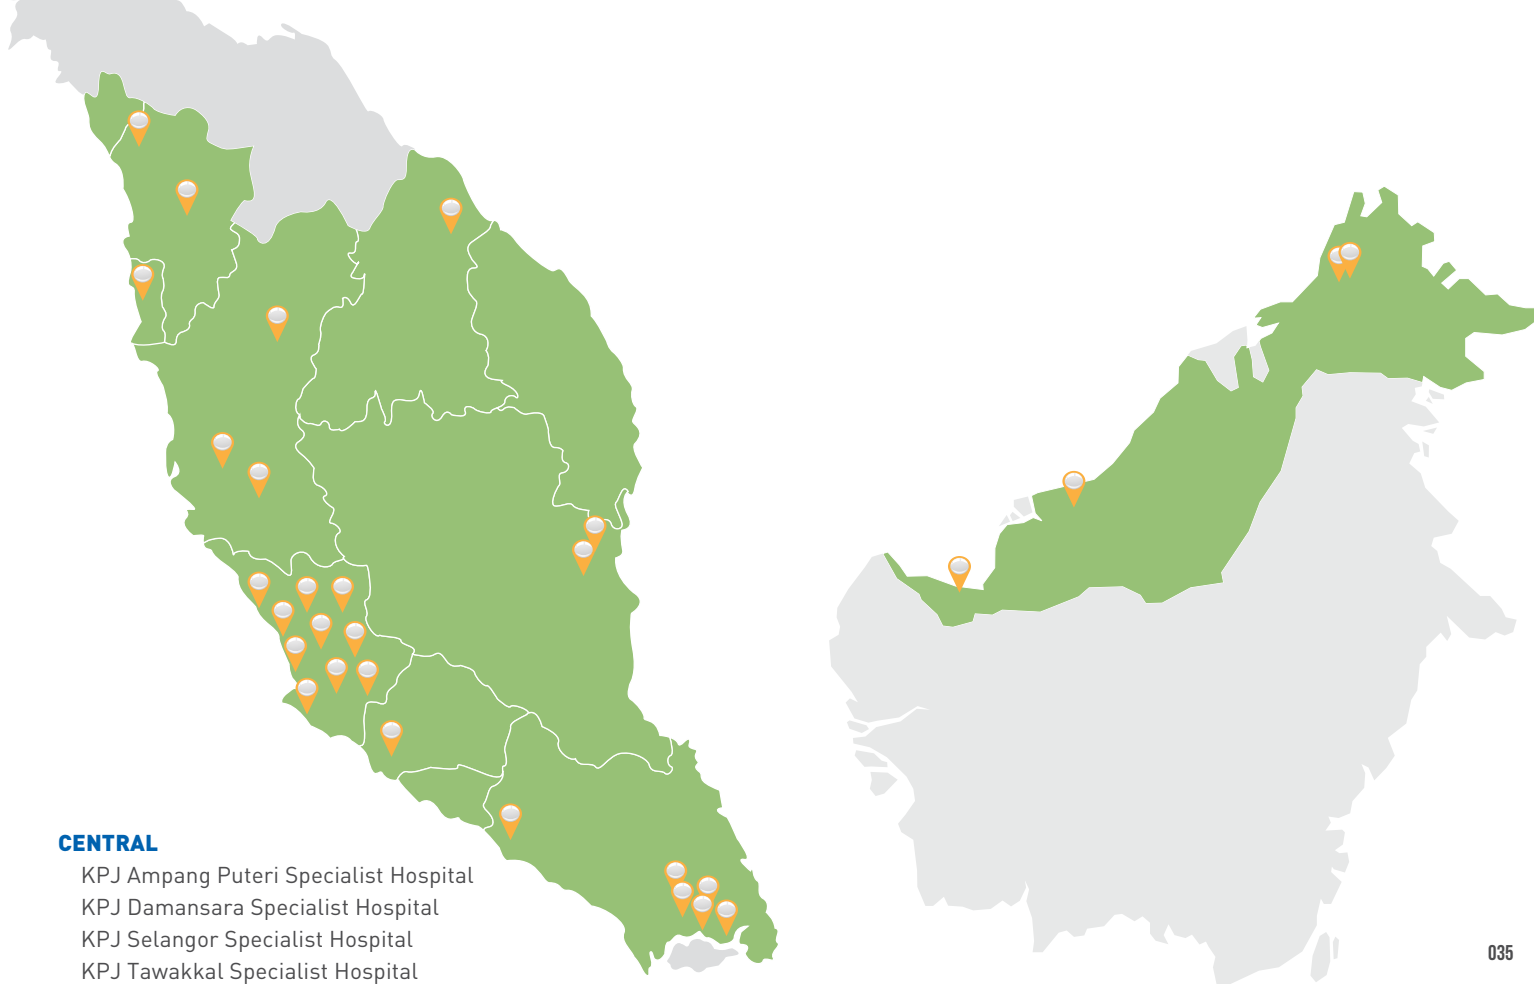 CENTRAL
KPJ Ampang Puteri Specialist Hospital
KPJ Damansara Specialist Hospital
KPJ Selangor Specialist Hospital
KPJ Tawakkal Specialist Hospital
035